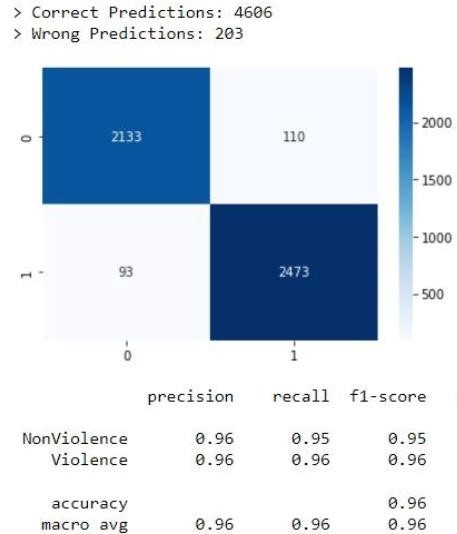 > Correct Predictions: 4606
> Wrong Predictions: 203
0
2133
110
1
93
2473
0
1
2000
1500
1000
500
precision recall f1-score
NonViolence 0.96 0.95 0.95
Violence 0.96 0.96 0.96
accuracy 0.96
macro avg 0.96 0.96 0.96